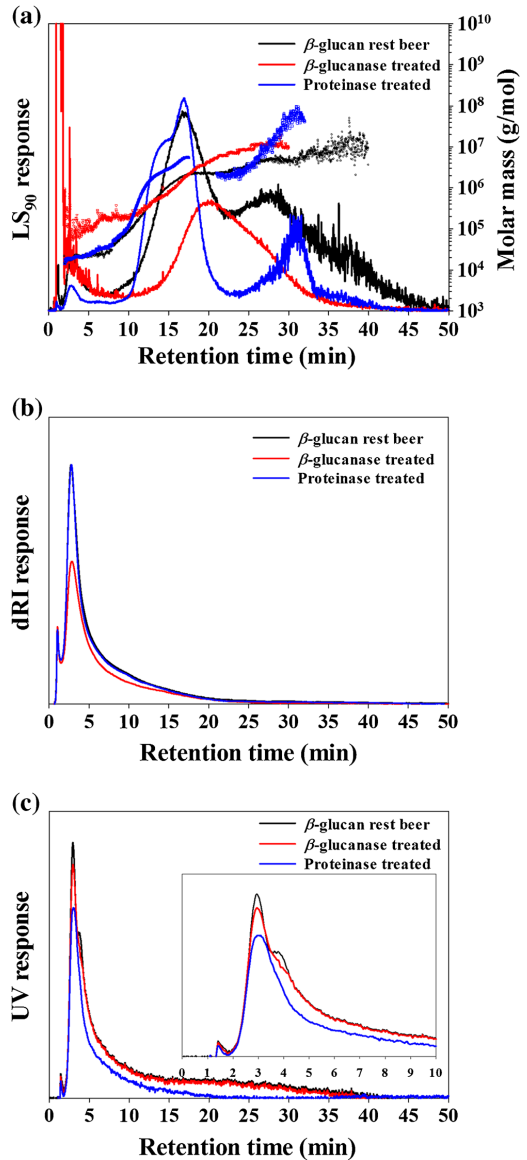 (a)
β-glucan rest beer
β-glucanase treated
Proteinase treated
LS90 response
Molar mass (g/mol)
10^10
10^9
10^8
10^7
10^6
10^5
10^4
10^3
0 5 10 15 20 25 30 35 40 45 50
Retention time (min)
(b)
β-glucan rest beer
β-glucanase treated
Proteinase treated
dRI response
0 5 10 15 20 25 30 35 40 45 50
Retention time (min)
(c)
β-glucan rest beer
β-glucanase treated
Proteinase treated
UV response
0 1 2 3 4 5 6 7 8 9 10
0 5 10 15 20 25 30 35 40 45 50
Retention time (min)